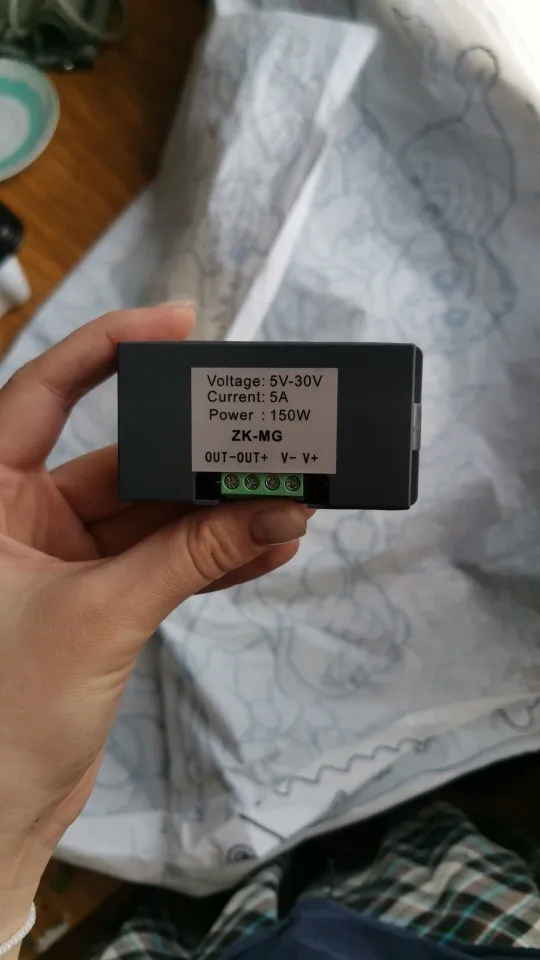 Voltage: 5V-30V
Current: 5A
Power : 150W
ZK-MG
OUT-OUT+ V- V+